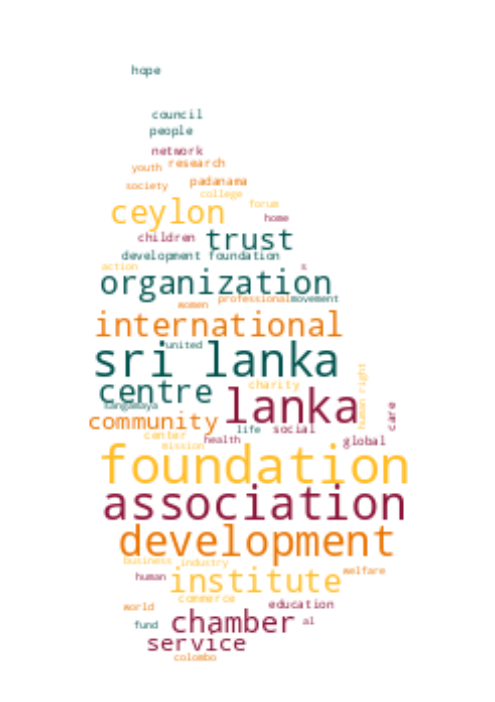 hope
council
people
network
youth research
society padanama
college
ceylon forum
home
children trust
development foundation
action s
organization
women professional movement
international
united
sri lanka
centre charity
sangamaya lanka human right
community care
life social
center health global
mission
foundation
association
development
business industry
human institute welfare
commerce
world education
fund chamber al
service
colombo